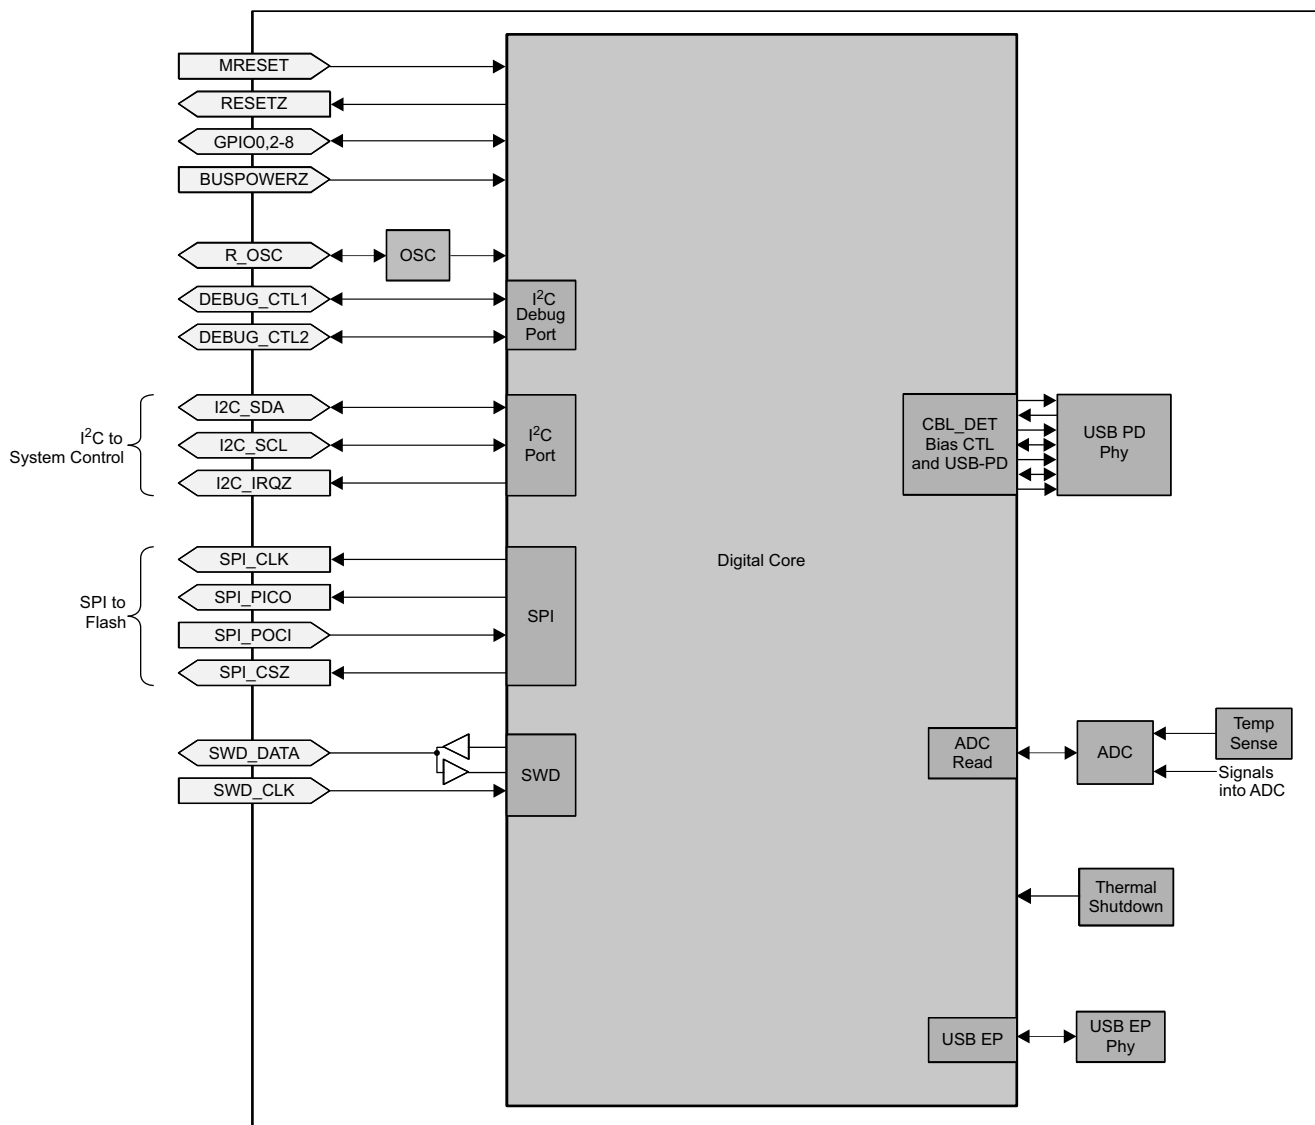 MRESET
RESETZ
GPIO0,2-8
BUSPOWERZ
R_OSC
OSC
DEBUG_CTL1
DEBUG_CTL2
I²C
Debug
Port
I²C to
System Control
I2C_SDA
I2C_SCL
I2C_IRQZ
I²C
Port
CBL_DET
Bias CTL
and USB-PD
USB PD
Phy
Digital Core
SPI to
Flash
SPI_CLK
SPI_PICO
SPI_POCI
SPI_CSZ
SPI
SWD_DATA
SWD_CLK
SWD
ADC
Read
ADC
Temp
Sense
Signals
into ADC
Thermal
Shutdown
USB EP
USB EP
Phy